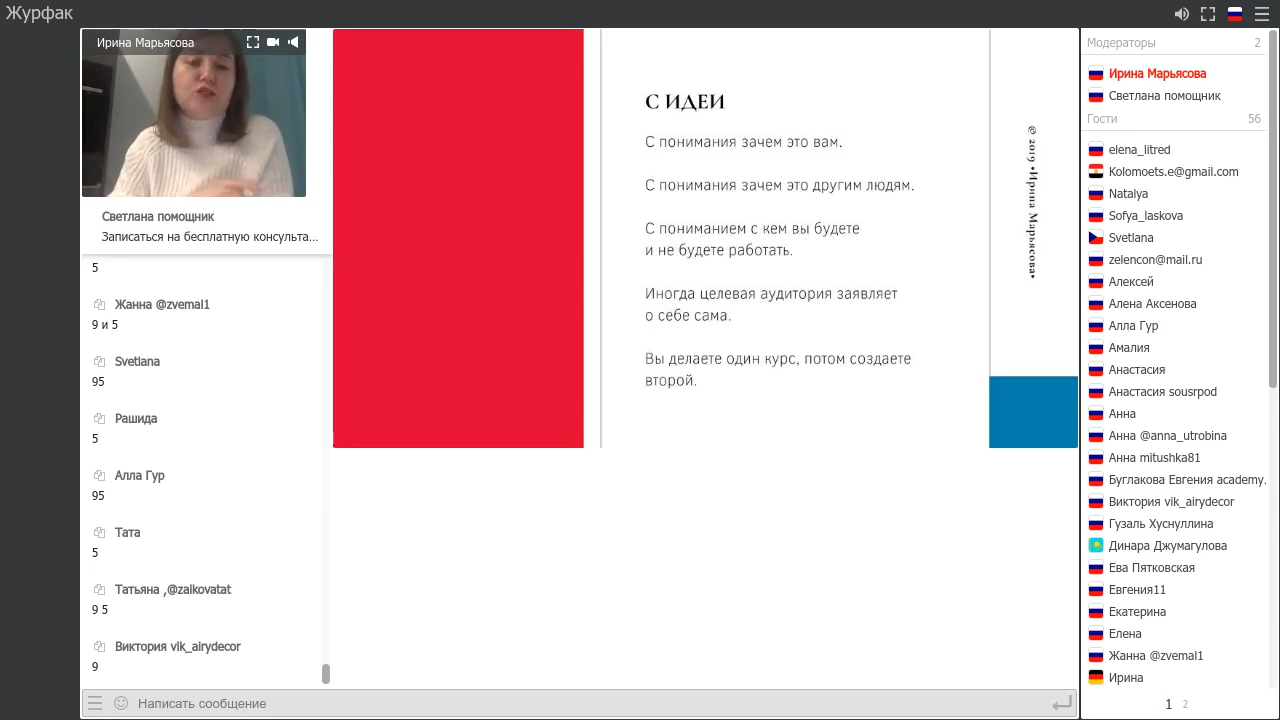 Журфак
Ирина Марьясова
Светлана помощник
Записаться на бесплатную консульта...
5
Жанна @zvemal1
9 и 5
Svetlana
95
Рашида
5
Алла Гур
95
Тата
5
Татьяна ,@zaikovatat
9 5
Виктория vik_airydecor
9
Написать сообщение
С ИДЕИ
С понимания зачем это вам.
С понимания зачем это другим людям.
С пониманием с кем вы будете
и не будете работать.
Иногда целевая аудитория заявляет
о себе сама.
Вы делаете один курс, потом создаете
второй.
© 2019 •Ирина Марьясова•
Модераторы 2
Ирина Марьясова
Светлана помощник
Гости 56
elena_litred
Kolomoets.e@gmail.com
Natalya
Sofya_laskova
Svetlana
zelencon@mail.ru
Алексей
Алена Аксенова
Алла Гур
Амалия
Анастасия
Анастасия sousrpod
Анна
Анна @anna_utrobina
Анна mitushka81
Буглакова Евгения academy.
Виктория vik_airydecor
Гузаль Хуснуллина
Динара Джумагулова
Ева Пятковская
Евгения11
Екатерина
Елена
Жанна @zvemal1
Ирина
1 2